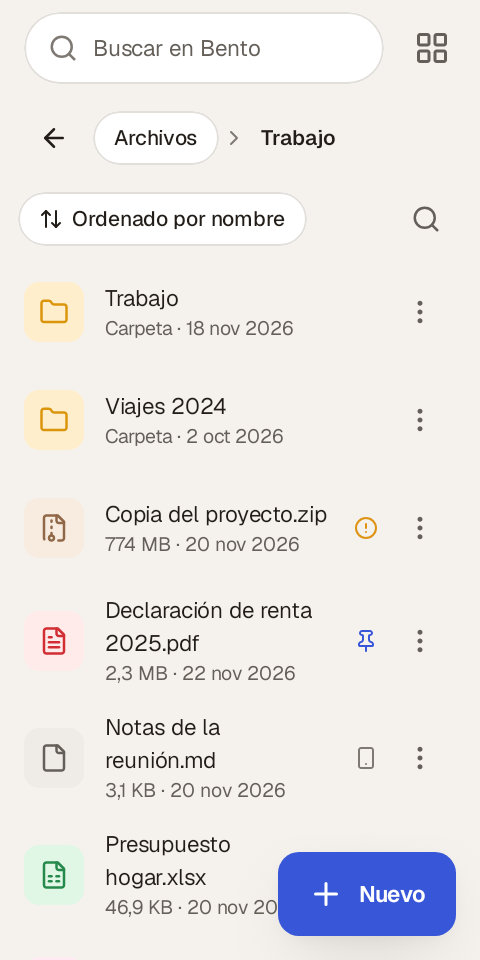 Buscar en Bento
Archivos
Trabajo
Ordenado por nombre
Trabajo
Carpeta · 18 nov 2026
Viajes 2024
Carpeta · 2 oct 2026
Copia del proyecto.zip
774 MB · 20 nov 2026
Declaración de renta
2025.pdf
2,3 MB · 22 nov 2026
Notas de la
reunión.md
3,1 KB · 20 nov 2026
Presupuesto
hogar.xlsx
46,9 KB · 20 nov 20
Nuevo